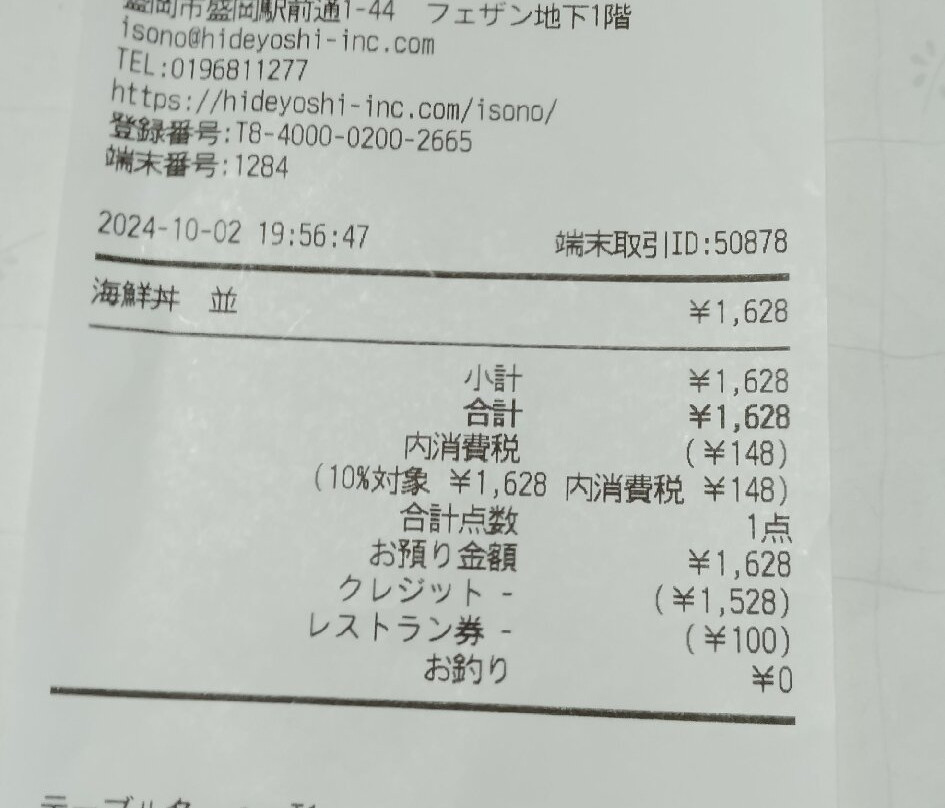 盛岡市盛岡駅前通1-44 フェザン地下1階
isono@hideyoshi-inc.com
TEL:0196811277
https://hideyoshi-inc.com/isono/
登録番号:T8-4000-0200-2665
端末番号:1284
2024-10-02 19:56:47 端末取引ID:50878
海鮮丼 並 ¥1,628
小計 ¥1,628
合計 ¥1,628
内消費税 (¥148)
(10%対象 ¥1,628 内消費税 ¥148)
合計点数 1点
お預り金額 ¥1,628
クレジット - (¥1,528)
レストラン券 - (¥100)
お釣り ¥0